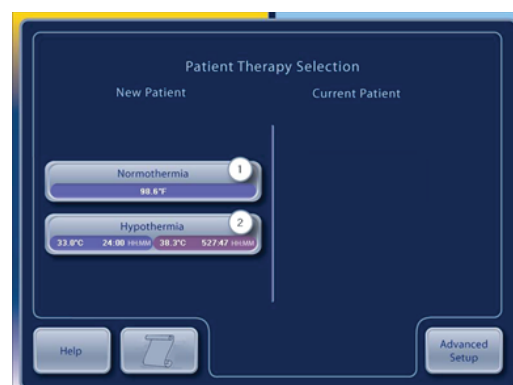 Patient Therapy Selection
New Patient Current Patient
Normothermia 1
98.6°F
Hypothermia 2
33.0°C 24:00 HH:MM 38.3°C 527:47 HH:MM
Help
Advanced
Setup